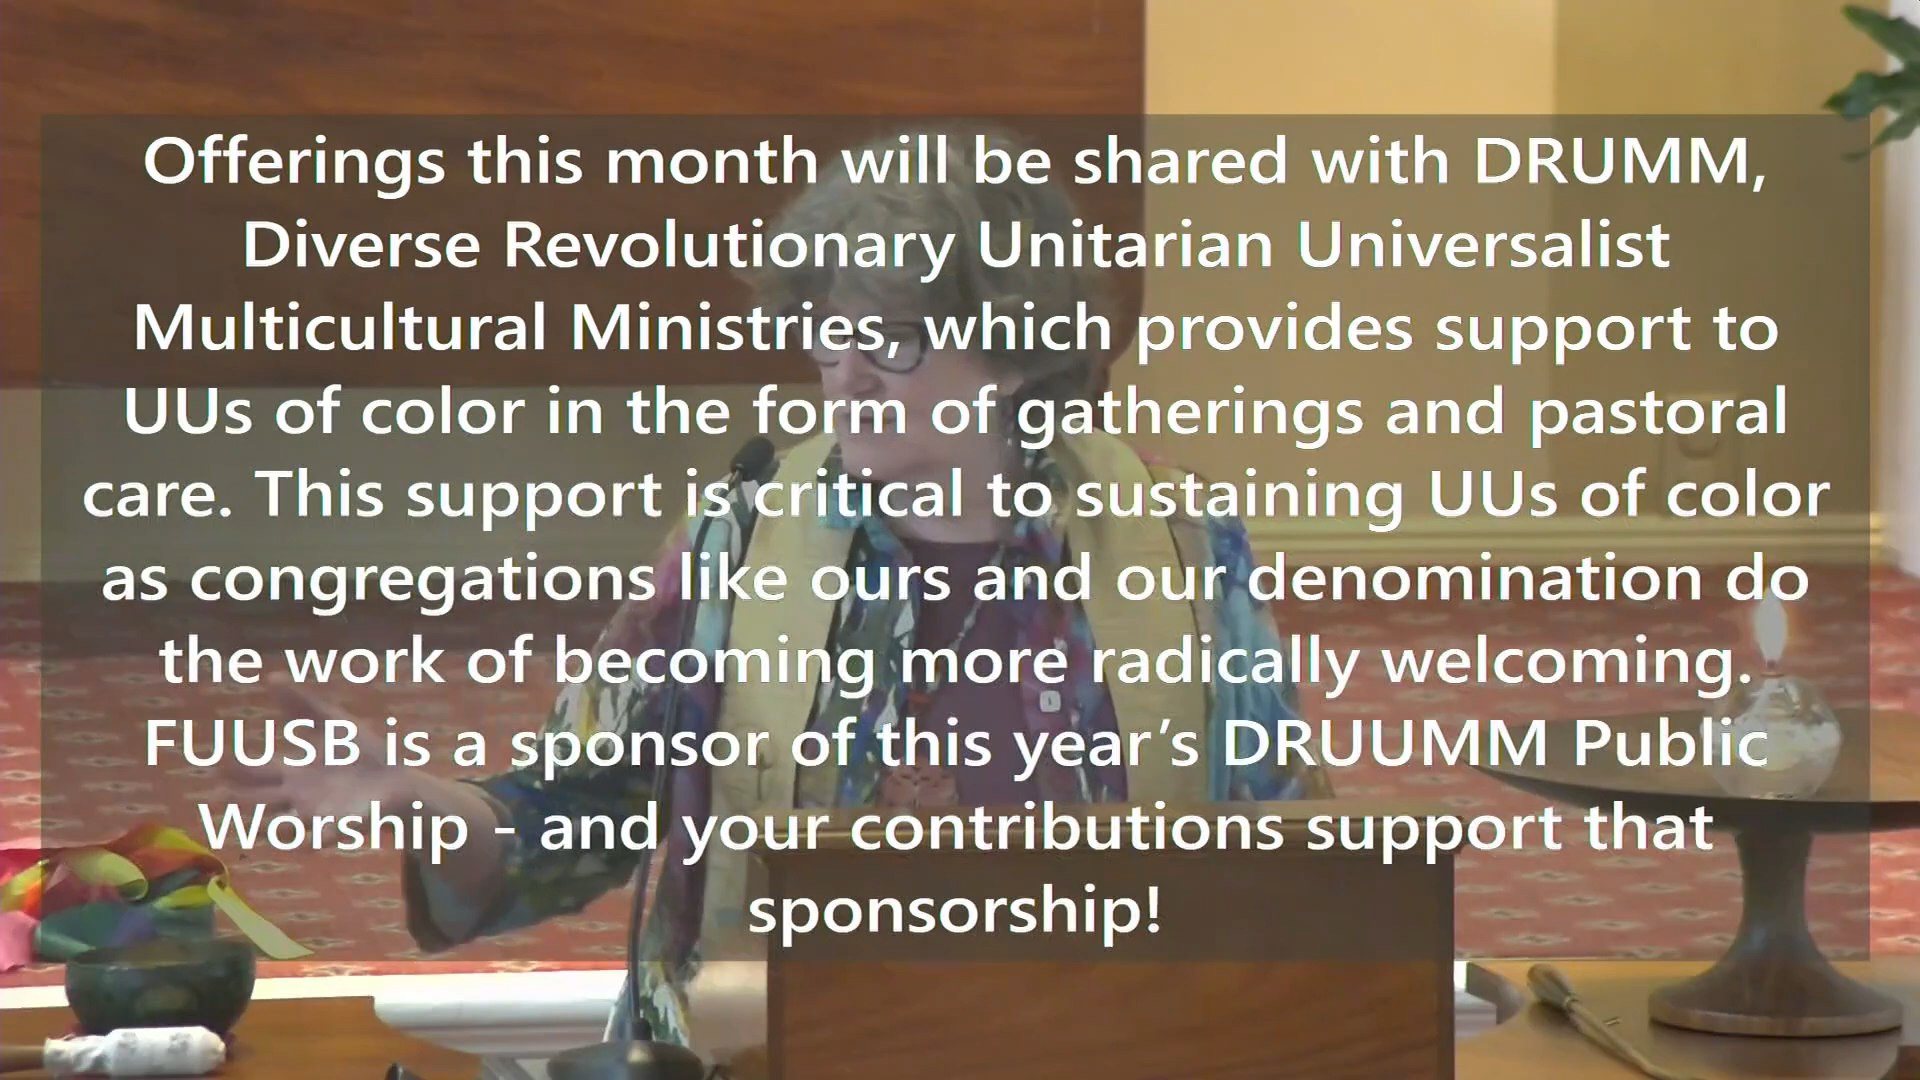 Offerings this month will be shared with DRUMM,
Diverse Revolutionary Unitarian Universalist
Multicultural Ministries, which provides support to
UUs of color in the form of gatherings and pastoral
care. This support is critical to sustaining UUs of color
as congregations like ours and our denomination do
the work of becoming more radically welcoming.
FUUSB is a sponsor of this year’s DRUUMM Public
Worship - and your contributions support that
sponsorship!